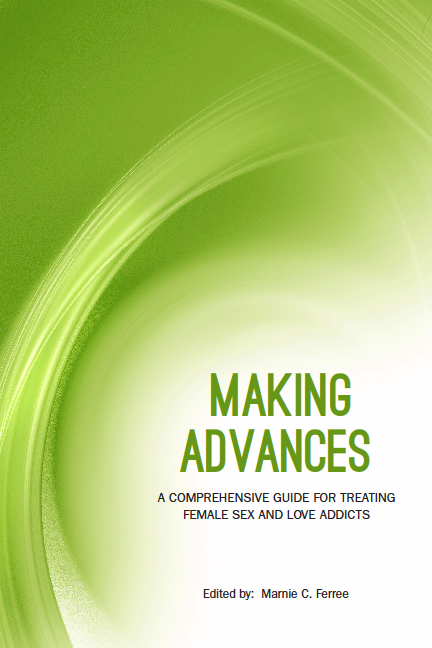 MAKING
ADVANCES
A COMPREHENSIVE GUIDE FOR TREATING
FEMALE SEX AND LOVE ADDICTS
Edited by: Marnie C. Ferree